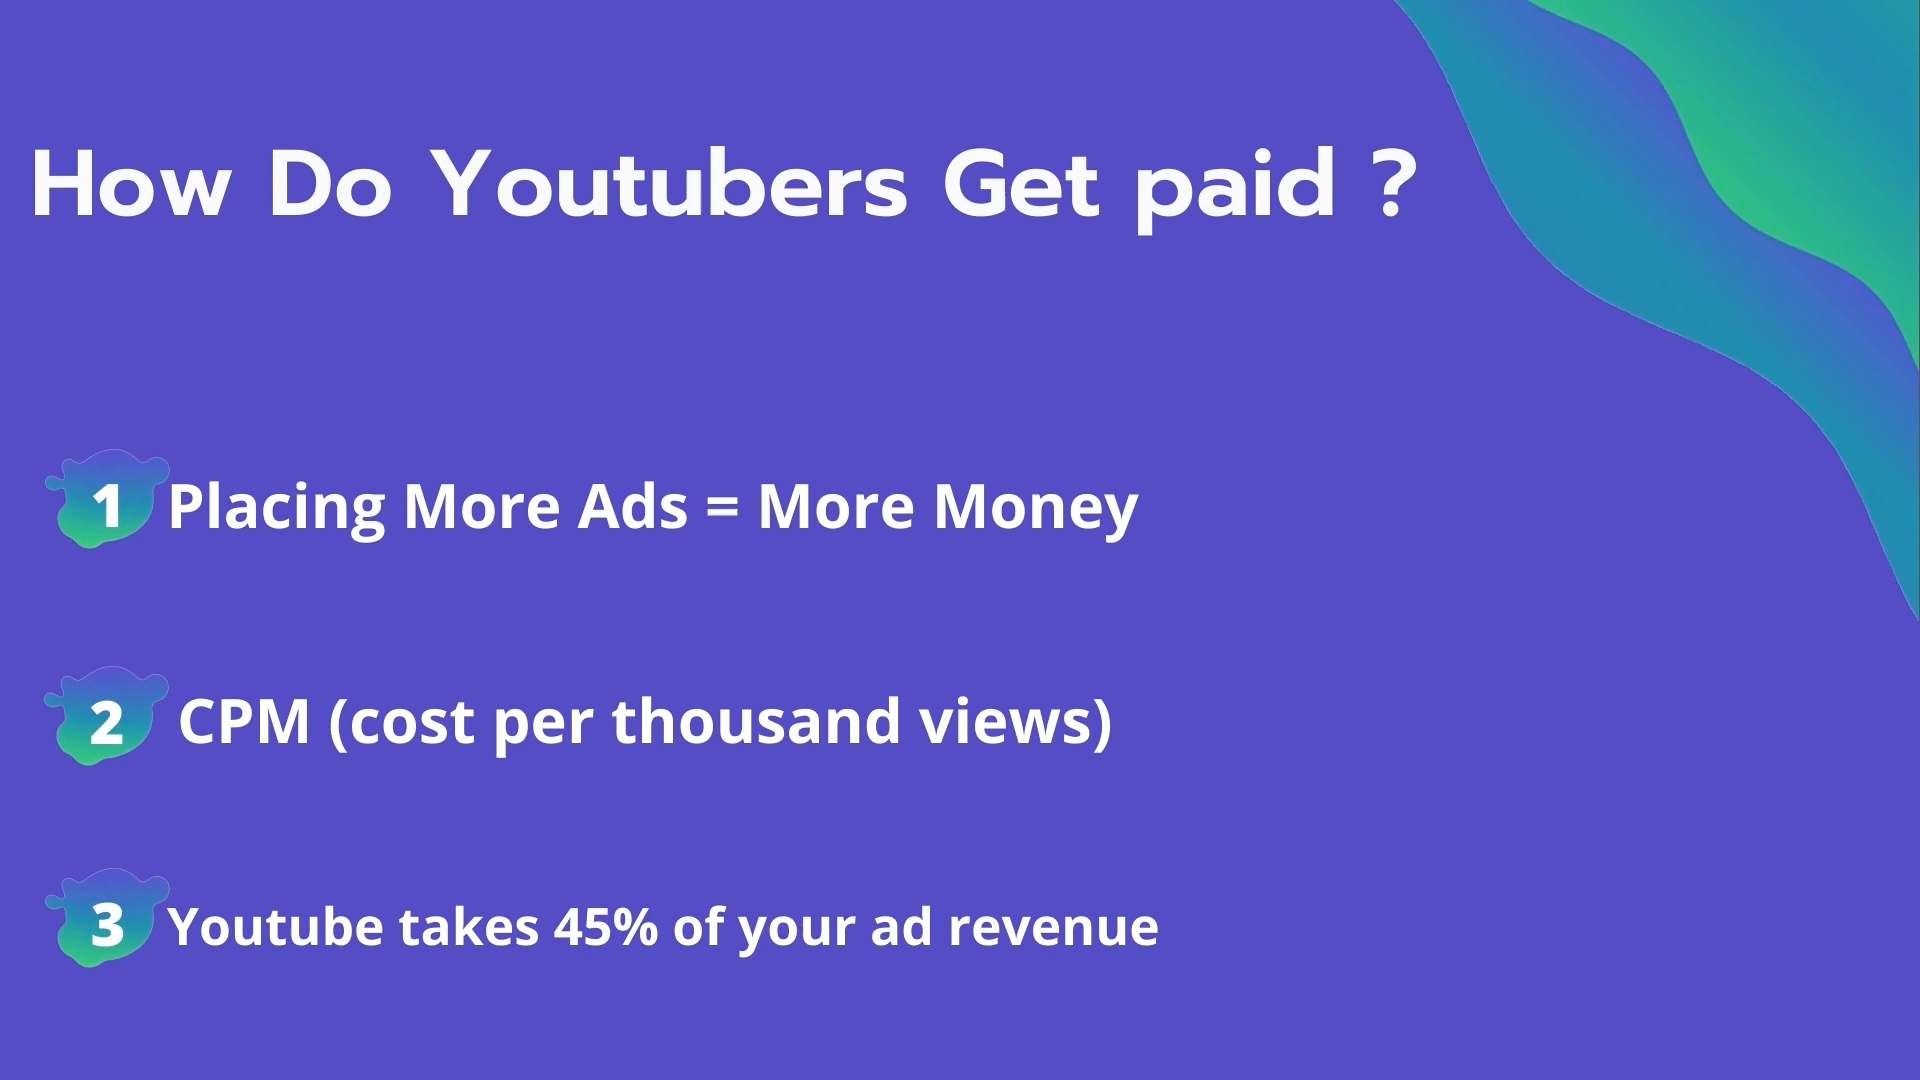 How Do Youtubers Get paid ?
1 Placing More Ads = More Money
2 CPM (cost per thousand views)
3 Youtube takes 45% of your ad revenue